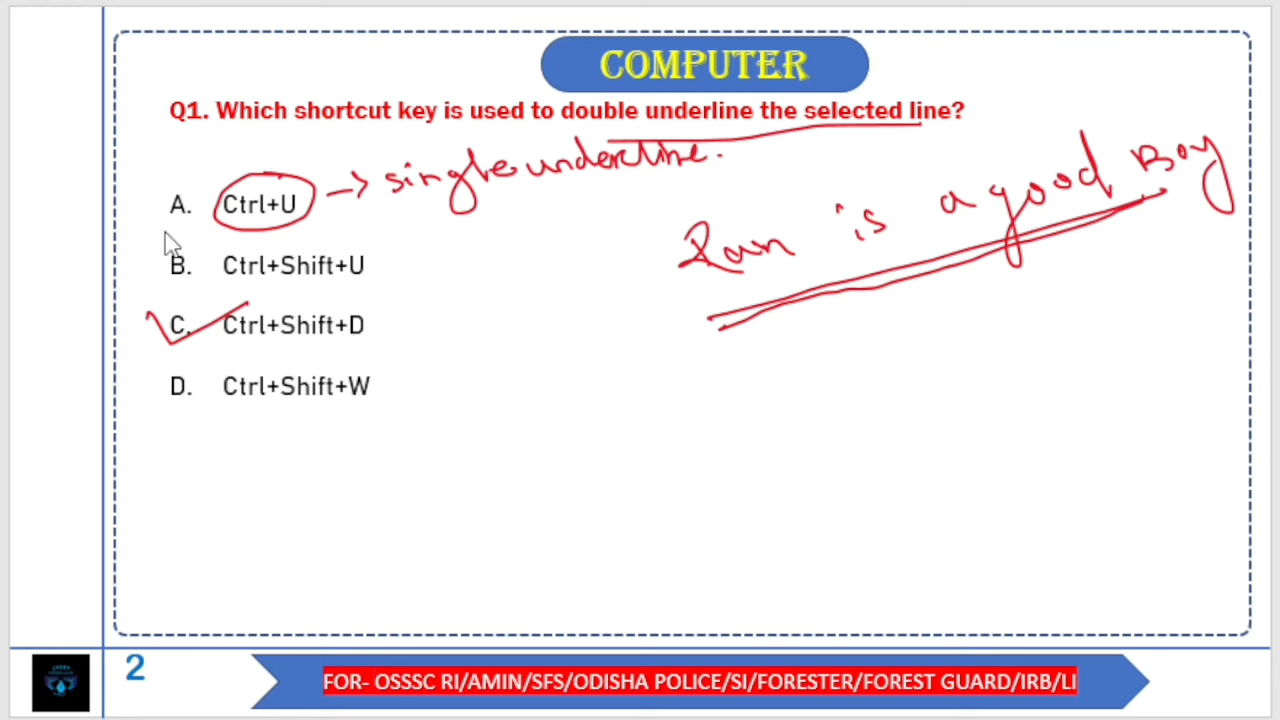 COMPUTER
Q1. Which shortcut key is used to double underline the selected line?
A. Ctrl+U -> single underline.
B. Ctrl+Shift+U
C. Ctrl+Shift+D
D. Ctrl+Shift+W
Ram is a good Boy
2
FOR- OSSSC RI/AMIN/SFS/ODISHA POLICE/SI/FORESTER/FOREST GUARD/IRB/LI